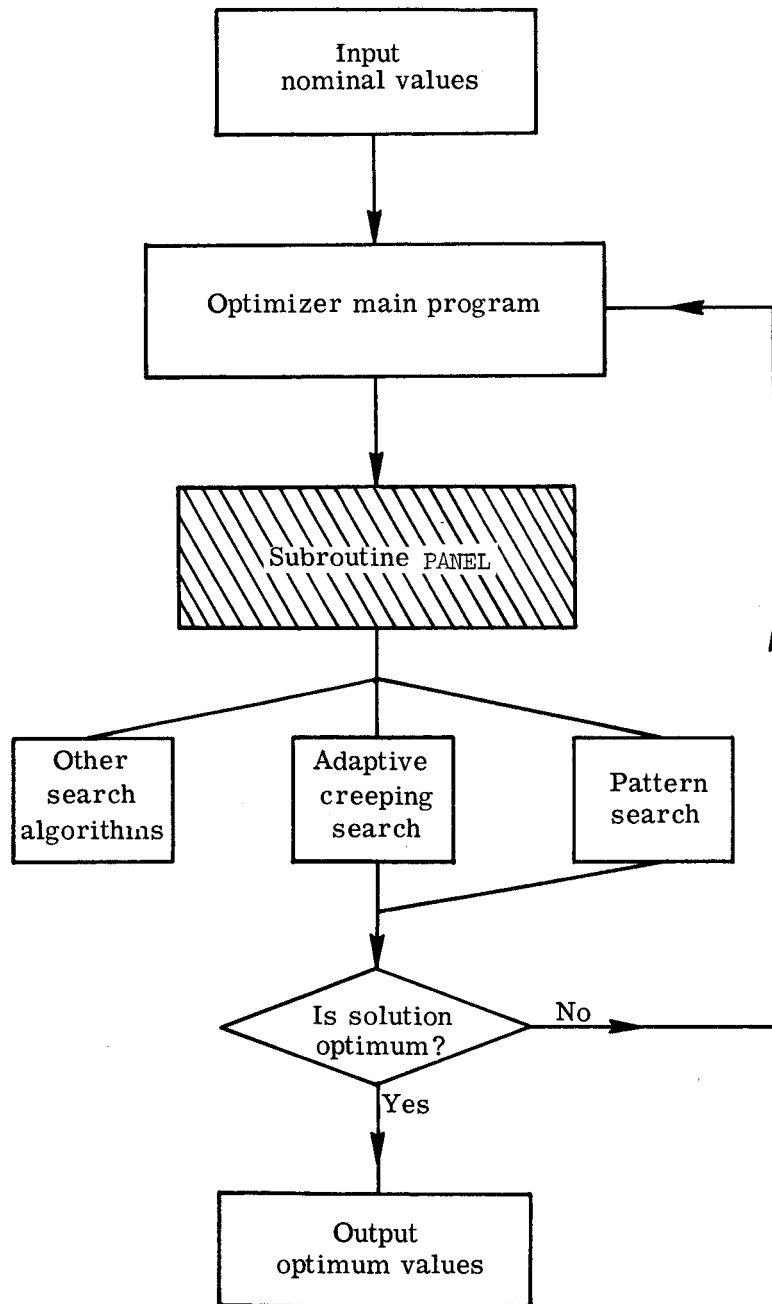 Input
nominal values
Optimizer main program
Subroutine PANEL
Other
search
algorithms
Adaptive
creeping
search
Pattern
search
Is solution
optimum?
No
Yes
Output
optimum values